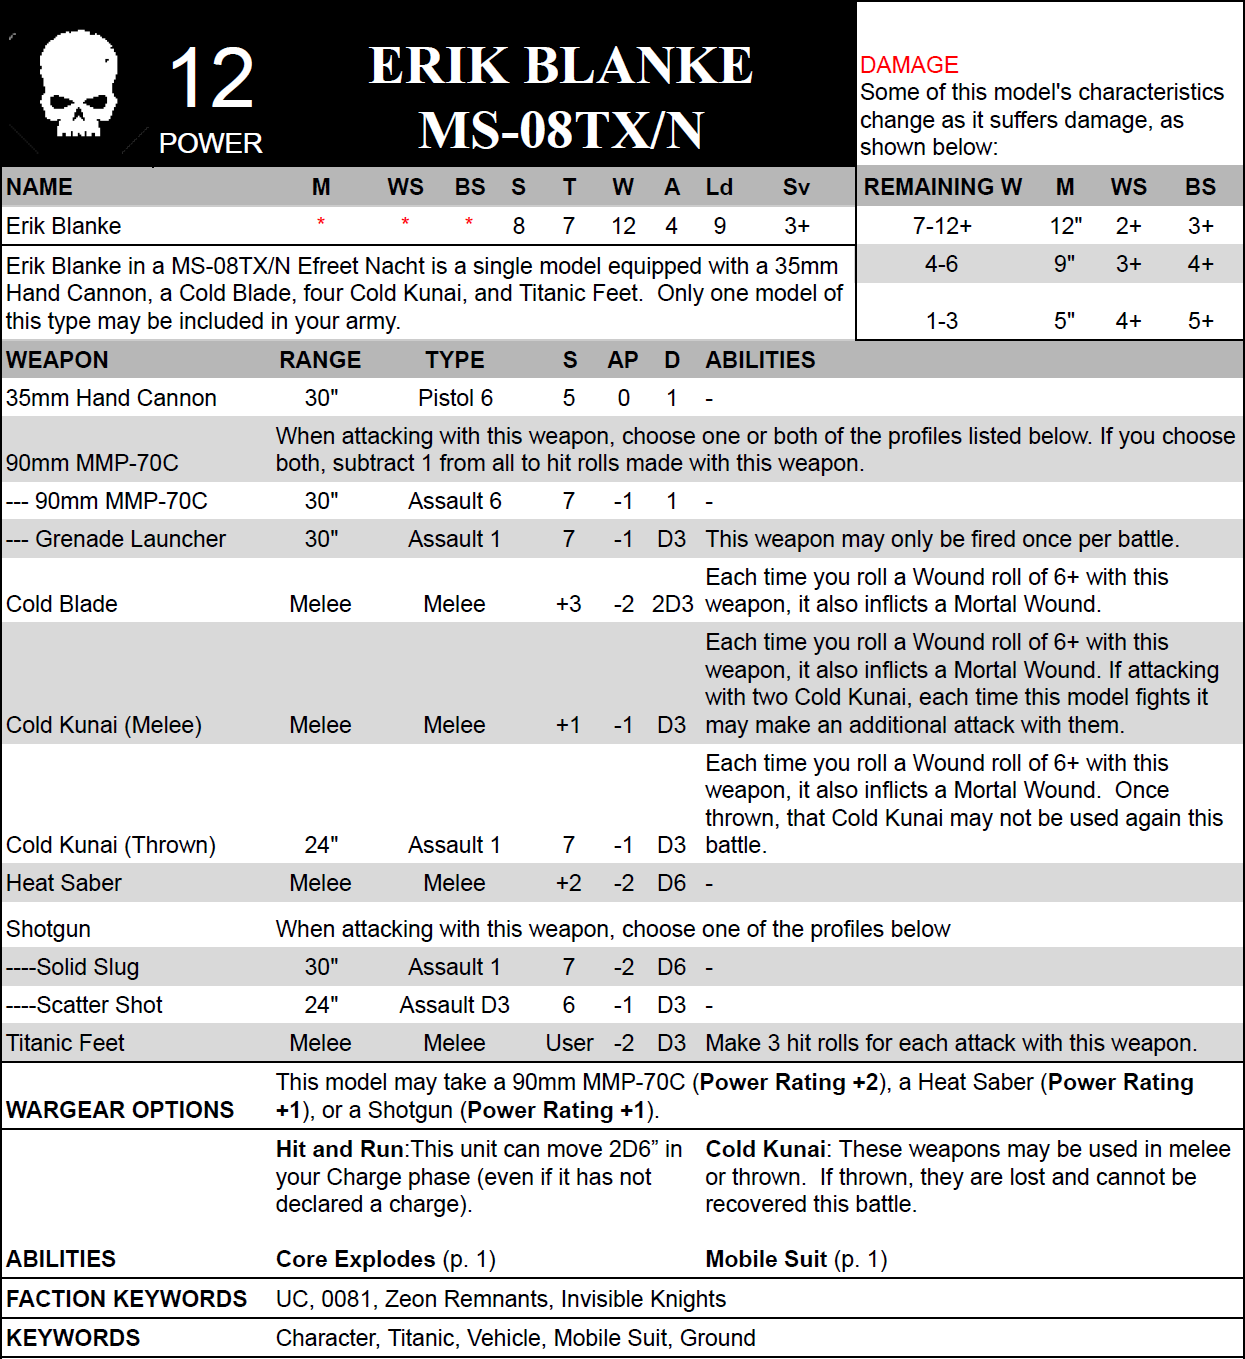 12
POWER
ERIK BLANKE
MS-08TX/N
DAMAGE
Some of this model's characteristics
change as it suffers damage, as
shown below:
NAME M WS BS S T W A Ld Sv
Erik Blanke * * * 8 7 12 4 9 3+
REMAINING W M WS BS
7-12+ 12" 2+ 3+
4-6 9" 3+ 4+
1-3 5" 4+ 5+
Erik Blanke in a MS-08TX/N Efreet Nacht is a single model equipped with a 35mm
Hand Cannon, a Cold Blade, four Cold Kunai, and Titanic Feet.  Only one model of
this type may be included in your army.
WEAPON RANGE TYPE S AP D ABILITIES
35mm Hand Cannon 30" Pistol 6 5 0 1 -
When attacking with this weapon, choose one or both of the profiles listed below. If you choose
90mm MMP-70C both, subtract 1 from all to hit rolls made with this weapon.
--- 90mm MMP-70C 30" Assault 6 7 -1 1 -
--- Grenade Launcher 30" Assault 1 7 -1 D3 This weapon may only be fired once per battle.
Each time you roll a Wound roll of 6+ with this
Cold Blade Melee Melee +3 -2 2D3 weapon, it also inflicts a Mortal Wound.
Each time you roll a Wound roll of 6+ with this
weapon, it also inflicts a Mortal Wound. If attacking
with two Cold Kunai, each time this model fights it
Cold Kunai (Melee) Melee Melee +1 -1 D3 may make an additional attack with them.
Each time you roll a Wound roll of 6+ with this
weapon, it also inflicts a Mortal Wound.  Once
thrown, that Cold Kunai may not be used again this
Cold Kunai (Thrown) 24" Assault 1 7 -1 D3 battle.
Heat Saber Melee Melee +2 -2 D6 -
Shotgun When attacking with this weapon, choose one of the profiles below
----Solid Slug 30" Assault 1 7 -2 D6 -
----Scatter Shot 24" Assault D3 6 -1 D3 -
Titanic Feet Melee Melee User -2 D3 Make 3 hit rolls for each attack with this weapon.
This model may take a 90mm MMP-70C (Power Rating +2), a Heat Saber (Power Rating
WARGEAR OPTIONS +1), or a Shotgun (Power Rating +1).
Hit and Run:This unit can move 2D6” in
your Charge phase (even if it has not
declared a charge).
Cold Kunai: These weapons may be used in melee
or thrown.  If thrown, they are lost and cannot be
recovered this battle.
ABILITIES Core Explodes (p. 1) Mobile Suit (p. 1)
FACTION KEYWORDS UC, 0081, Zeon Remnants, Invisible Knights
KEYWORDS Character, Titanic, Vehicle, Mobile Suit, Ground